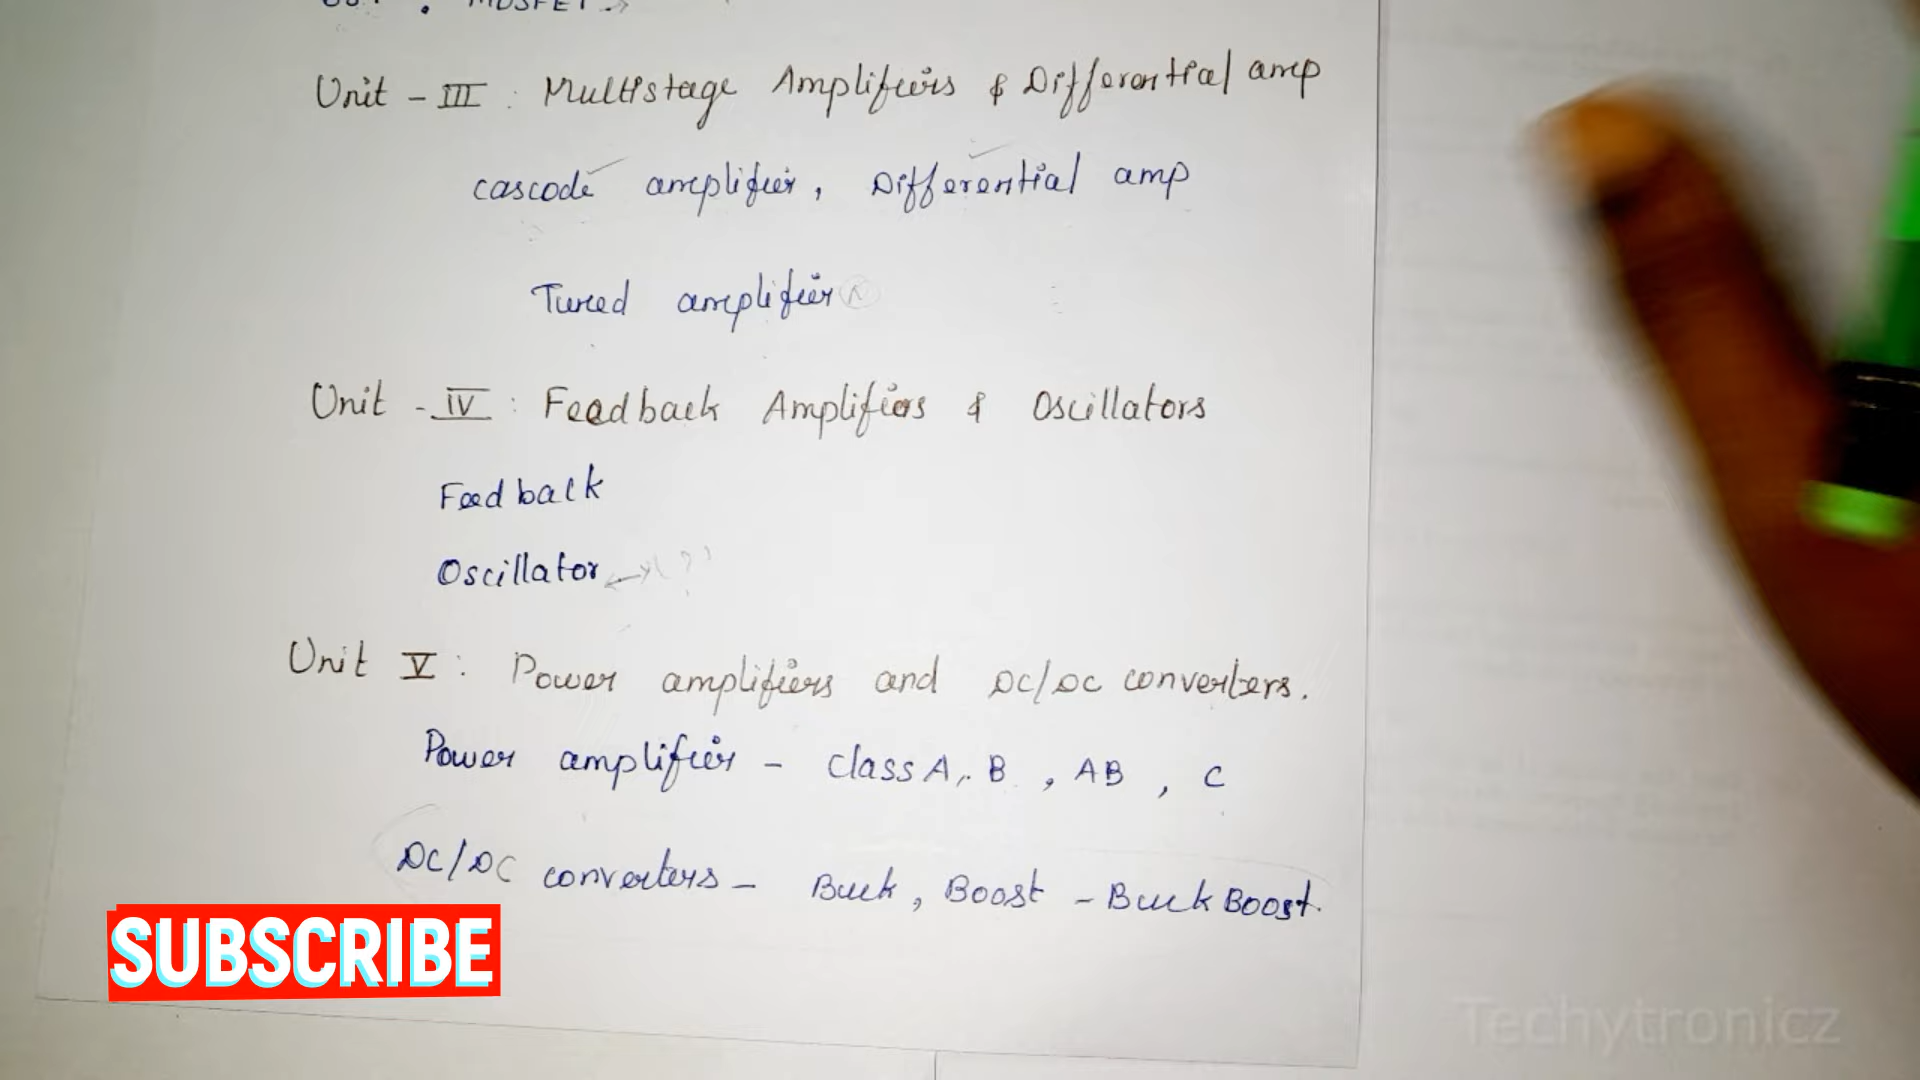 MOSFET →
Unit - III : Multistage Amplifiers & Differential amp
cascode amplifier, Differential amp
Tuned amplifier
Unit - IV : Feedback Amplifiers & Oscillators
Feedback
Oscillator
Unit V : Power amplifiers and DC/DC converters.
Power amplifier - class A, B, AB, C
DC/DC converters - Buck, Boost - Buck Boost.
SUBSCRIBE
Techytronicz